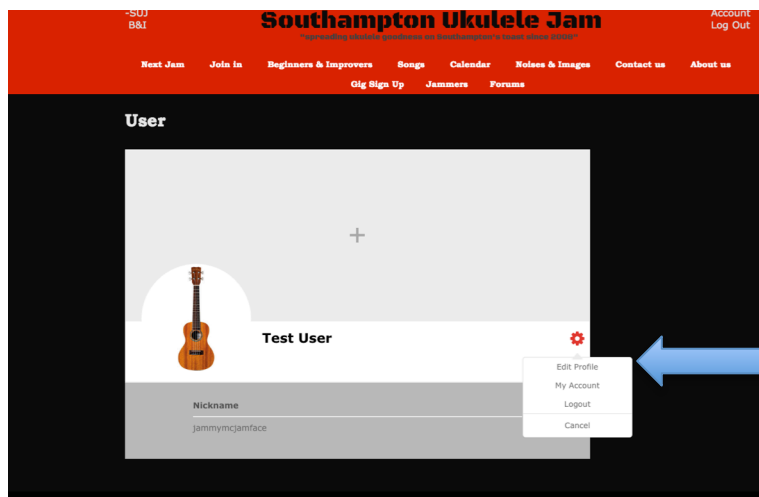 -SUJ
B&I
Southampton Ukulele Jam
"spreading ukulele goodness on Southampton's toast since 2008"
Account
Log Out
Next Jam Join in Beginners & Improvers Songs Calendar Noises & Images Contact us About us
Gig Sign Up Jammers Forums
User
Test User
Edit Profile
My Account
Logout
Cancel
Nickname
jammymcjamface